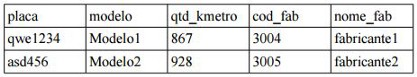 placa modelo qtd_kmetro cod_fab nome_fab
qwe1234 Modelo1 867 3004 fabricante1
asd456 Modelo2 928 3005 fabricante2